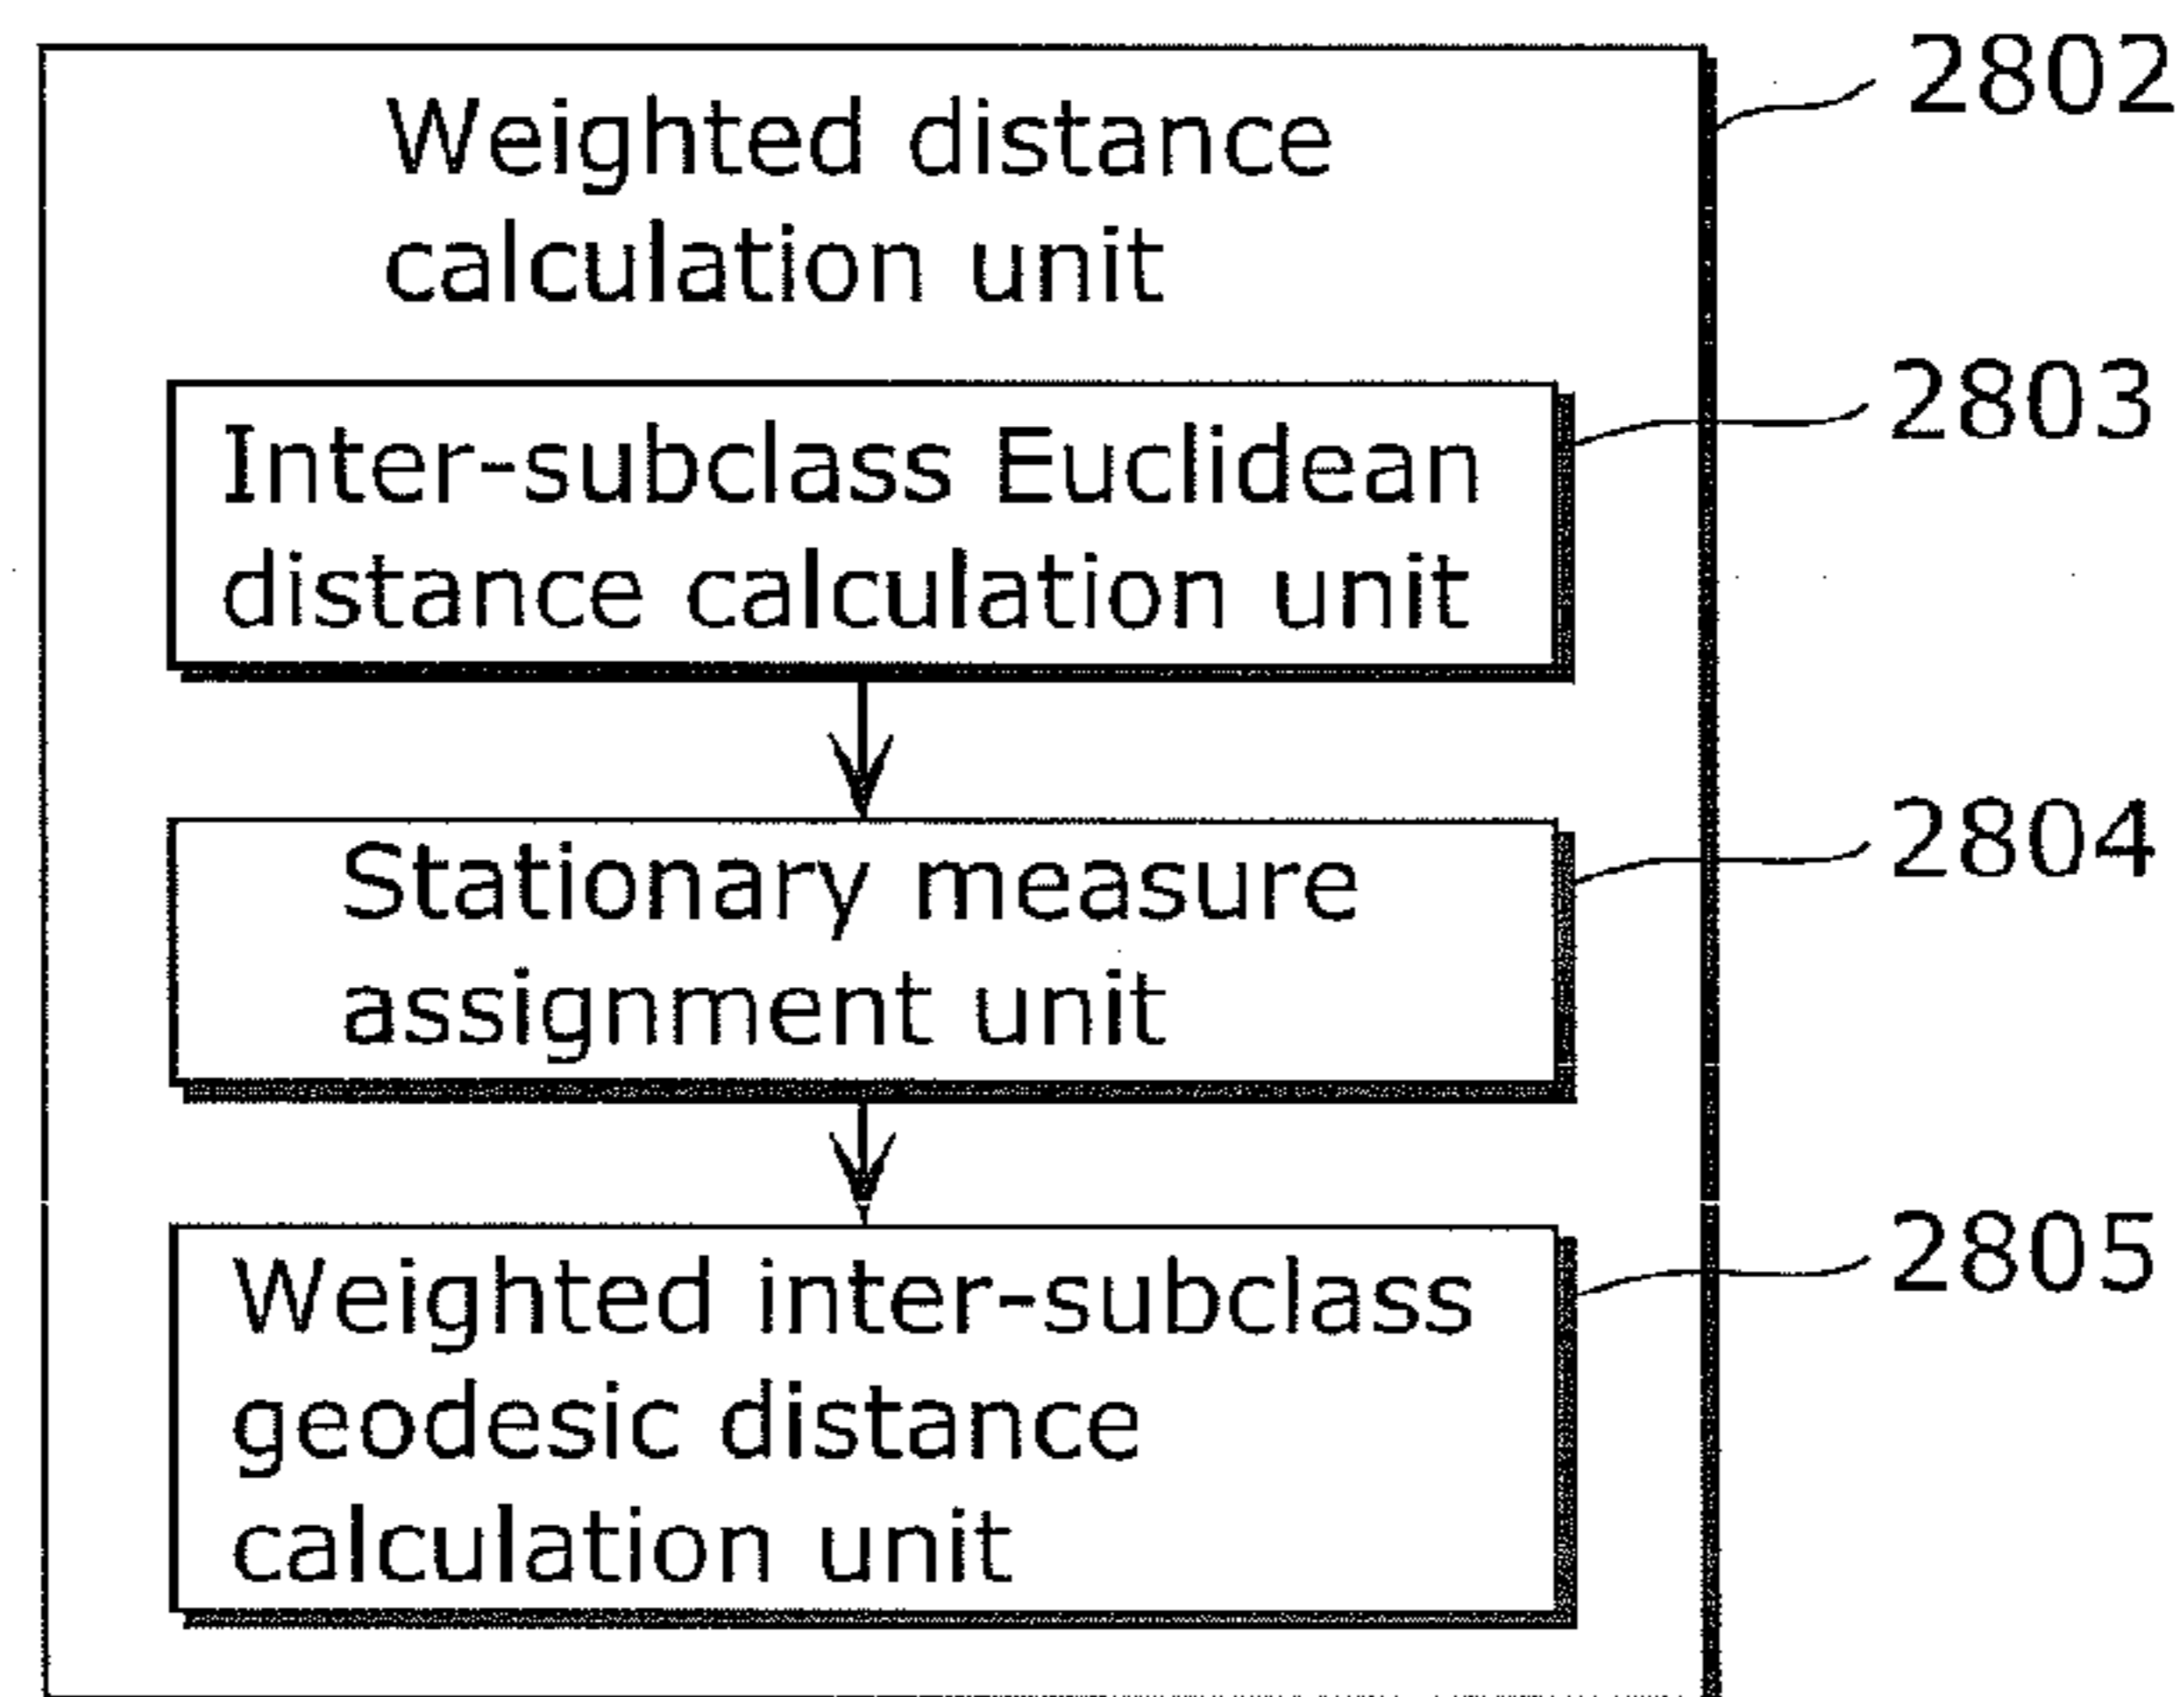 2802
Weighted distance
calculation unit
2803
Inter-subclass Euclidean
distance calculation unit
2804
Stationary measure
assignment unit
2805
Weighted inter-subclass
geodesic distance
calculation unit